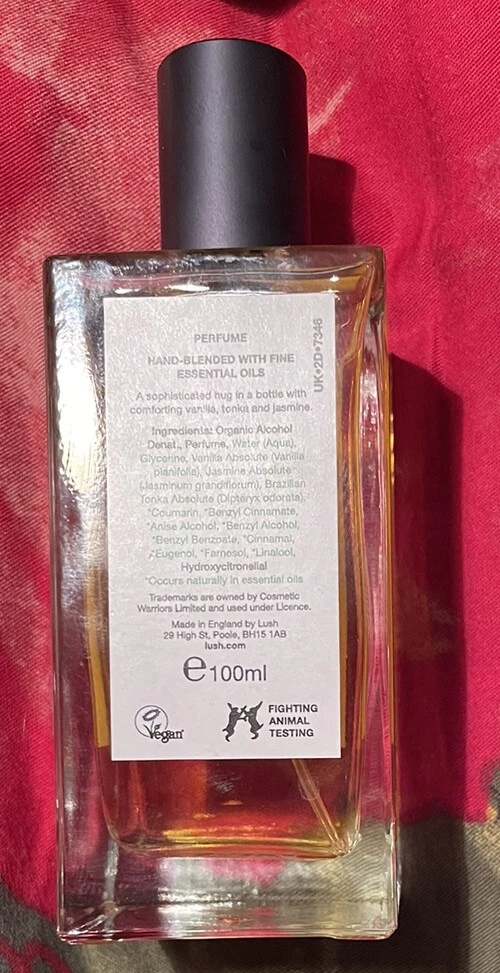 PERFUME
HAND-BLENDED WITH FINE
ESSENTIAL OILS
A sophisticated hug in a bottle with
comforting vanilla, tonka and jasmine.
Ingredients: Organic Alcohol
Denat., Perfume, Water (Aqua),
Glycerine, Vanilla Absolute (Vanilla
planifolia), Jasmine Absolute
(Jasminum grandiflorum), Brazilian
Tonka Absolute (Dipteryx odorata),
*Coumarin, *Benzyl Cinnamate,
*Anise Alcohol, *Benzyl Alcohol,
*Benzyl Benzoate, *Cinnamal,
*Eugenol, *Farnesol, *Linalool,
Hydroxycitronellal
*Occurs naturally in essential oils
Trademarks are owned by Cosmetic
Warriors Limited and used under Licence.
Made in England by Lush
29 High St, Poole, BH15 1AB
lush.com
e100ml
Vegan
FIGHTING
ANIMAL
TESTING
UK•2D•7346